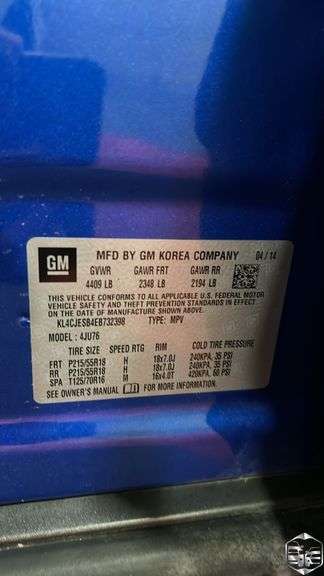 GM
MFD BY GM KOREA COMPANY 04 / 14
GVWR GAWR FRT GAWR RR
4409 LB 2348 LB 2194 LB
THIS VEHICLE CONFORMS TO ALL APPLICABLE U.S. FEDERAL MOTOR
VEHICLE SAFETY AND THEFT PREVENTION STANDARDS IN EFFECT
ON THE DATE OF MANUFACTURE SHOWN ABOVE.
KL4CJESB4EB732398 TYPE: MPV
MODEL: 4JU76
TIRE SIZE SPEED RTG RIM COLD TIRE PRESSURE
FRT P215/55R18 H 18x7.0J 240KPA, 35 PSI
RR P215/55R18 H 18x7.0J 240KPA, 35 PSI
SPA T125/70R16 M 16x4.0T 420KPA, 60 PSI
SEE OWNER'S MANUAL